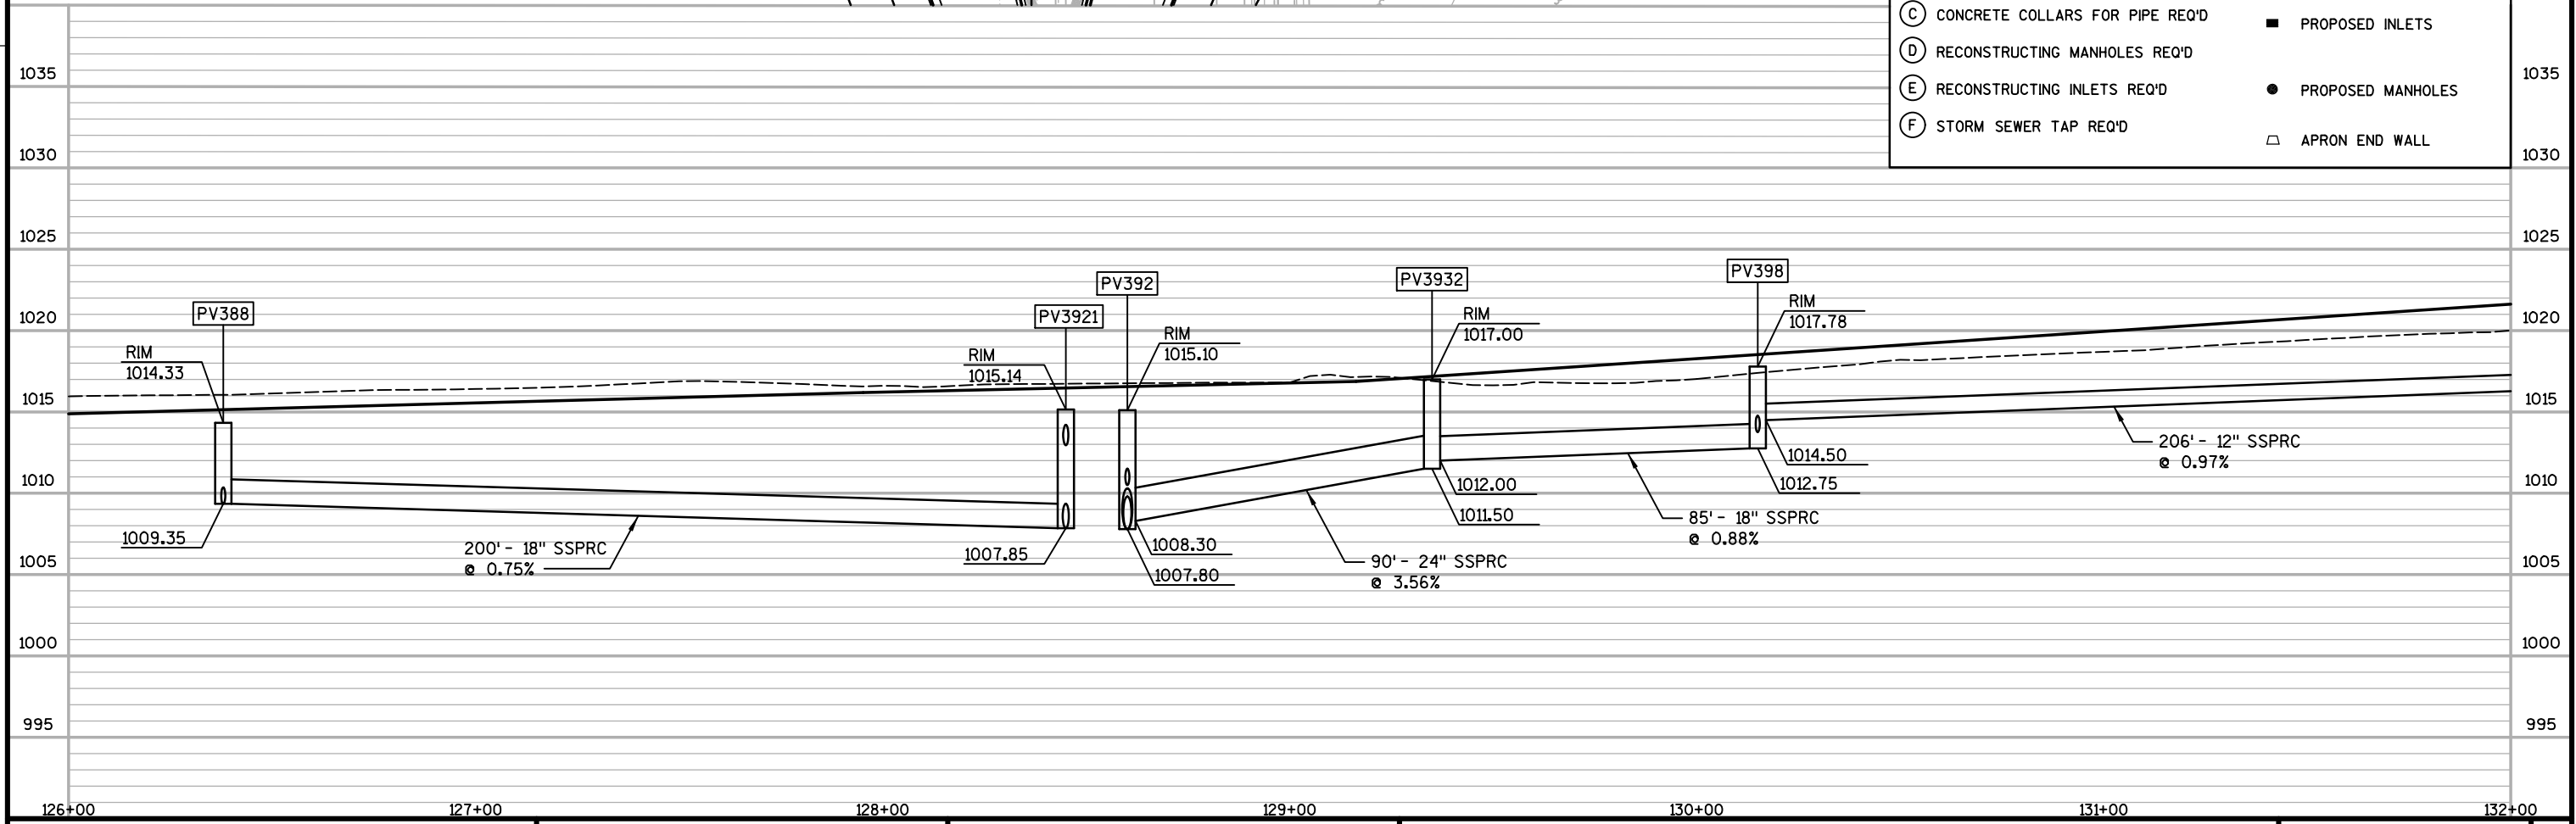 C CONCRETE COLLARS FOR PIPE REQ'D
D RECONSTRUCTING MANHOLES REQ'D
E RECONSTRUCTING INLETS REQ'D
F STORM SEWER TAP REQ'D
PROPOSED INLETS
PROPOSED MANHOLES
APRON END WALL
1035
1030
1025
1020
1015
1010
1005
1000
995
PV388
RIM
1014.33
1009.35
200' - 18" SSPRC
@ 0.75%
PV3921
RIM
1015.14
1007.85
PV392
RIM
1015.10
1008.30
1007.80
90' - 24" SSPRC
@ 3.56%
PV3932
RIM
1017.00
1012.00
1011.50
85' - 18" SSPRC
@ 0.88%
PV398
RIM
1017.78
1014.50
1012.75
206' - 12" SSPRC
@ 0.97%
1035
1030
1025
1020
1015
1010
1005
1000
995
126+00
127+00
128+00
129+00
130+00
131+00
132+00